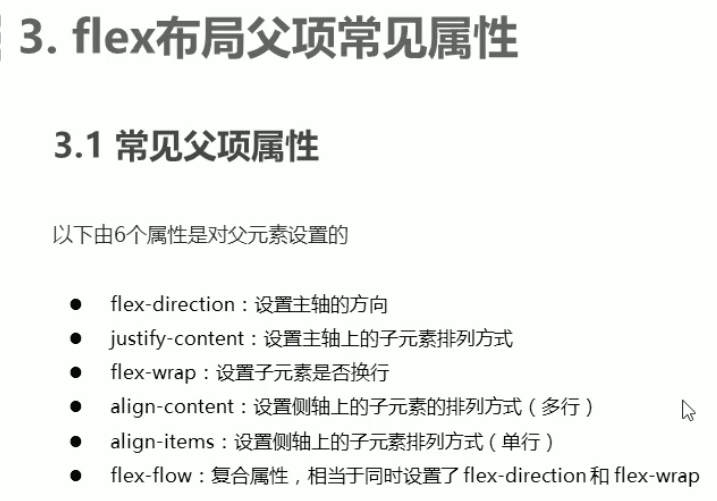 3. flex布局父项常见属性
3.1 常见父项属性
以下由6个属性是对父元素设置的
● flex-direction：设置主轴的方向
● justify-content：设置主轴上的子元素排列方式
● flex-wrap：设置子元素是否换行
● align-content：设置侧轴上的子元素的排列方式（多行）
● align-items：设置侧轴上的子元素排列方式（单行）
● flex-flow：复合属性，相当于同时设置了 flex-direction 和 flex-wrap